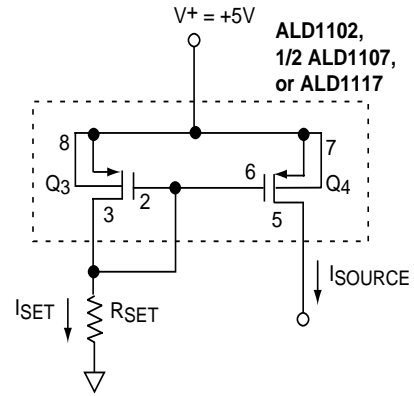 V+ = +5V
ALD1102,
1/2 ALD1107,
or ALD1117
8
7
Q3
6
Q4
3
2
5
ISOURCE
ISET
RSET